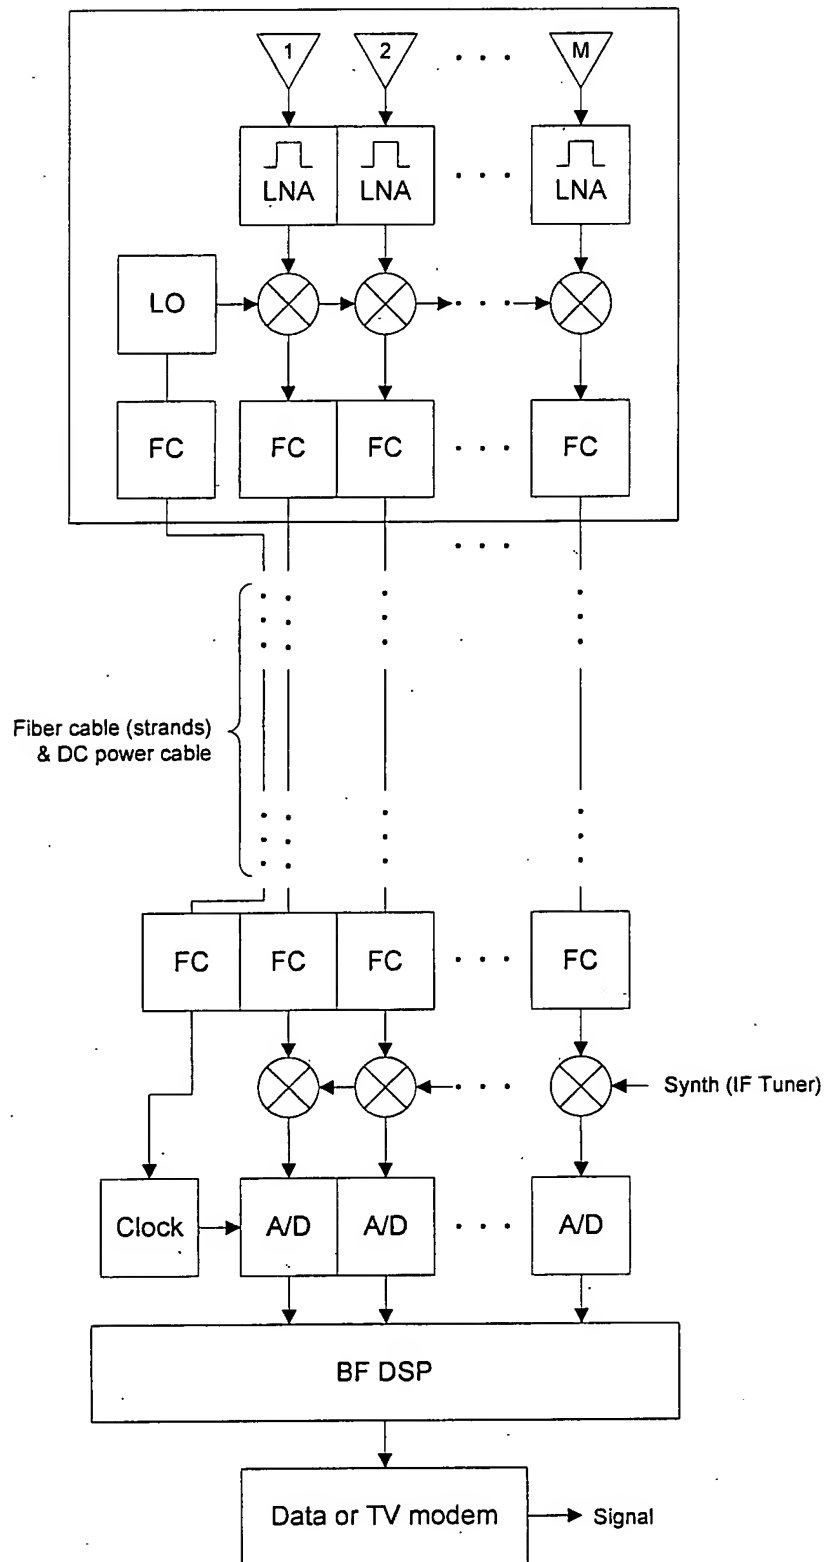 1 2 M
LNA LNA LNA
LO
FC FC FC FC
Fiber cable (strands)
& DC power cable
FC FC FC FC
Synth (IF Tuner)
Clock A/D A/D A/D
BF DSP
Data or TV modem Signal